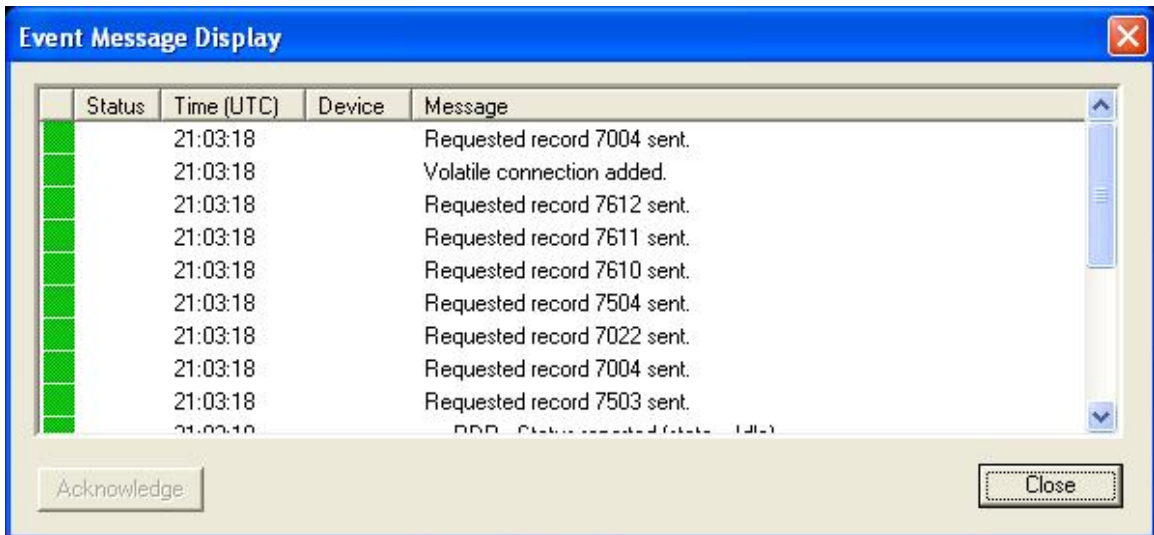 Event Message Display
Status Time (UTC) Device Message
21:03:18 Requested record 7004 sent.
21:03:18 Volatile connection added.
21:03:18 Requested record 7612 sent.
21:03:18 Requested record 7611 sent.
21:03:18 Requested record 7610 sent.
21:03:18 Requested record 7504 sent.
21:03:18 Requested record 7022 sent.
21:03:18 Requested record 7004 sent.
21:03:18 Requested record 7503 sent.
Status reported (state
Acknowledge Close